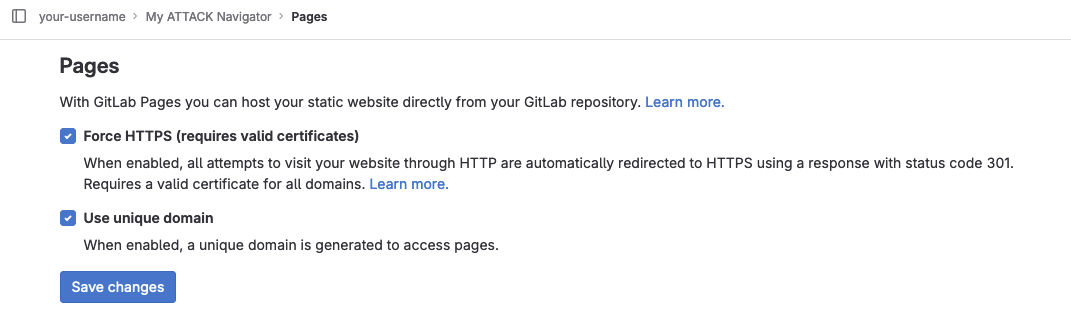 your-username > My ATTACK Navigator > Pages
Pages
With GitLab Pages you can host your static website directly from your GitLab repository. Learn more.
Force HTTPS (requires valid certificates)
When enabled, all attempts to visit your website through HTTP are automatically redirected to HTTPS using a response with status code 301.
Requires a valid certificate for all domains. Learn more.
Use unique domain
When enabled, a unique domain is generated to access pages.
Save changes